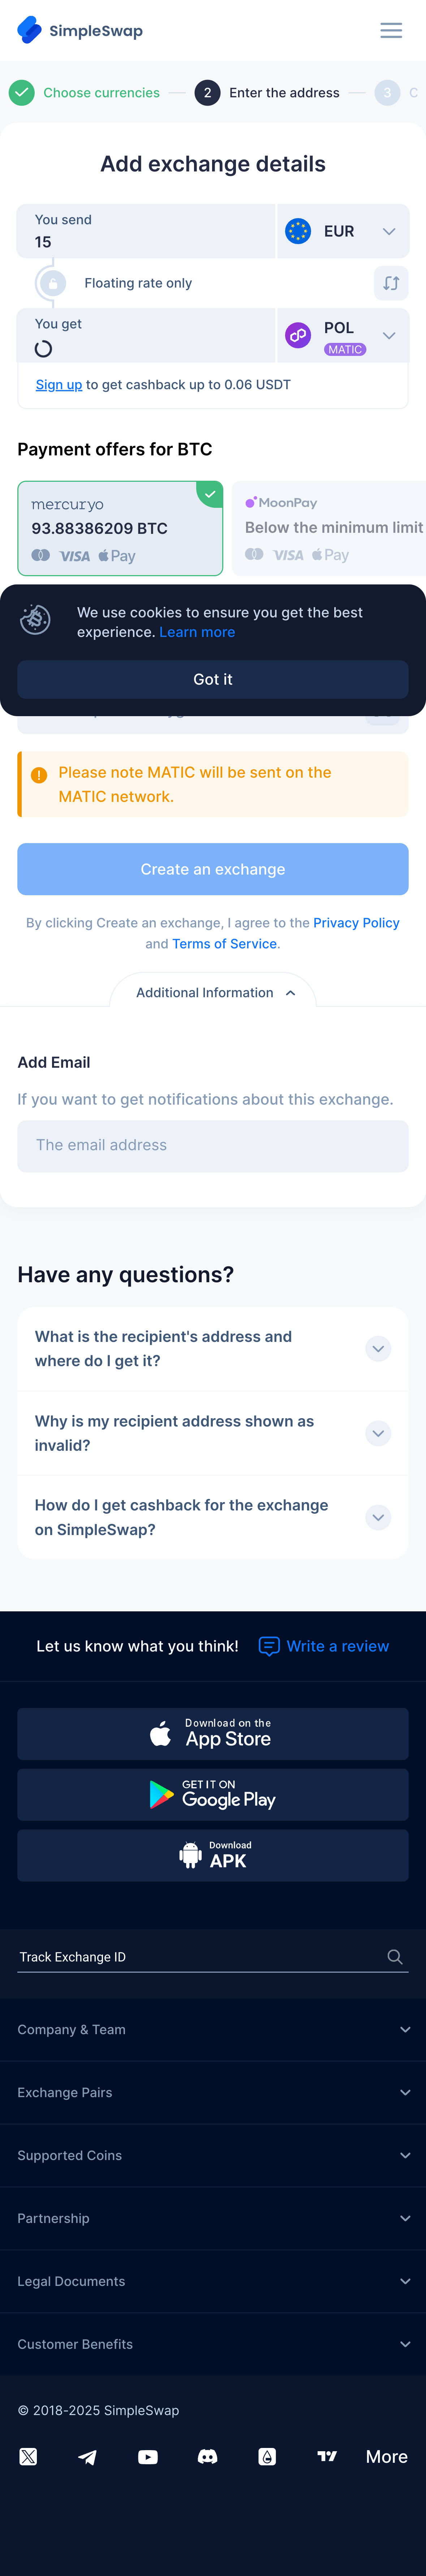 SimpleSwap
Choose currencies
2
Enter the address
3
C
Add exchange details
You send
15
EUR
Floating rate only
You get
POL
MATIC
Sign up to get cashback up to 0.06 USDT
Payment offers for BTC
mercuryo
93.88386209 BTC
VISA Pay
MoonPay
Below the minimum limit
VISA Pay
We use cookies to ensure you get the best
experience. Learn more
Got it
Please note MATIC will be sent on the
MATIC network.
Create an exchange
By clicking Create an exchange, I agree to the Privacy Policy
and Terms of Service.
Additional Information
Add Email
If you want to get notifications about this exchange.
The email address
Have any questions?
What is the recipient's address and
where do I get it?
Why is my recipient address shown as
invalid?
How do I get cashback for the exchange
on SimpleSwap?
Let us know what you think!
Write a review
Download on the
App Store
GET IT ON
Google Play
Download
APK
Track Exchange ID
Company & Team
Exchange Pairs
Supported Coins
Partnership
Legal Documents
Customer Benefits
© 2018-2025 SimpleSwap
More